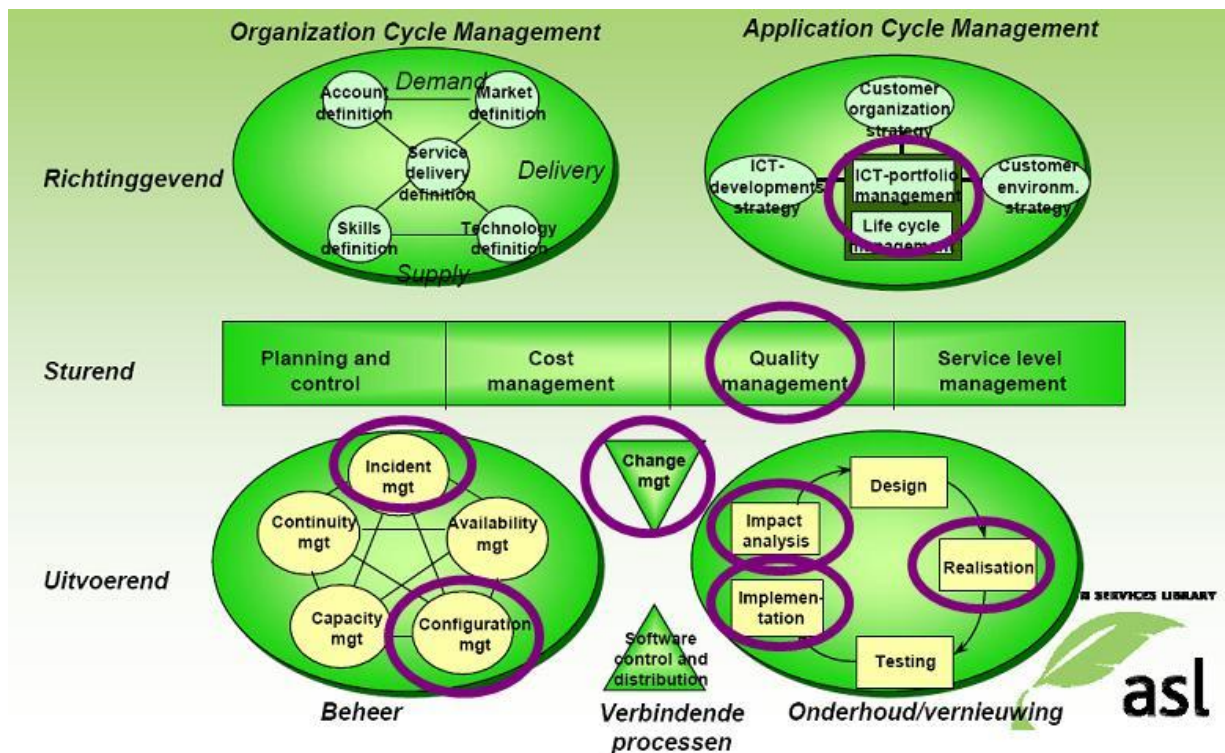 Organization Cycle Management
Application Cycle Management
Richtinggevend
Demand
Account
definition
Market
definition
Service
delivery
definition
Delivery
Skills
definition
Technology
definition
Supply
Customer
organization
strategy
ICT-
developments
strategy
ICT-portfolio
management
Customer
environm.
strategy
Life cycle
management
Sturend
Planning and
control
Cost
management
Quality
management
Service level
management
Uitvoerend
Incident
mgt
Continuity
mgt
Availability
mgt
Capacity
mgt
Configuration
mgt
Change
mgt
Software
control and
distribution
Impact
analysis
Design
Realisation
Implemen-
tation
Testing
Beheer
Verbindende
processen
Onderhoud/vernieuwing
N SERVICES LIBRARY
asl